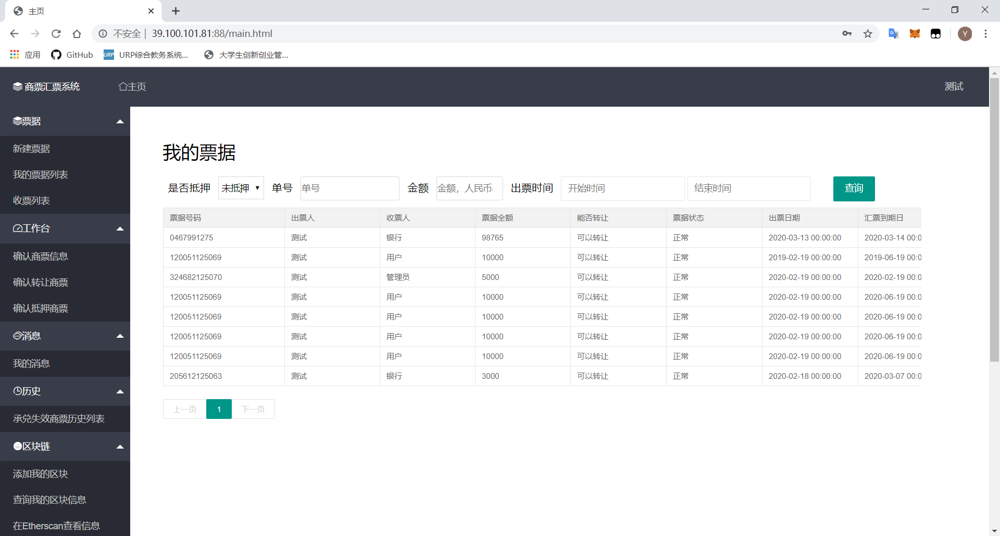 主页
不安全 | 39.100.101.81:88/main.html
Y
应用 GitHub URP URP综合教务系统... 大学生创新创业管...
商票汇票系统 主页 测试
票据
新建票据
我的票据列表
收票列表
工作台
确认商票信息
确认转让商票
确认抵押商票
消息
我的消息
历史
承兑失效商票历史列表
区块链
添加我的区块
查询我的区块信息
在Etherscan查看信息
我的票据
是否抵押 未抵押 单号 单号 金额 金额，人民币 出票时间 开始时间 结束时间 查询
票据号码 出票人 收票人 票据全额 能否转让 票据状态 出票日期 汇票到期日
0467991275 测试 银行 98765 可以转让 正常 2020-03-13 00:00:00 2020-03-14 00:0
120051125069 测试 用户 10000 可以转让 正常 2019-02-19 00:00:00 2019-06-19 00:0
324682125070 测试 管理员 5000 可以转让 正常 2020-02-19 00:00:00 2020-02-19 00:0
120051125069 测试 用户 10000 可以转让 正常 2020-02-19 00:00:00 2020-06-19 00:0
120051125069 测试 用户 10000 可以转让 正常 2020-02-19 00:00:00 2020-06-19 00:0
120051125069 测试 用户 10000 可以转让 正常 2020-02-19 00:00:00 2020-06-19 00:0
120051125069 测试 用户 10000 可以转让 正常 2020-02-19 00:00:00 2020-06-19 00:0
205612125063 测试 银行 3000 可以转让 正常 2020-02-18 00:00:00 2020-03-07 00:0
上一页 1 下一页